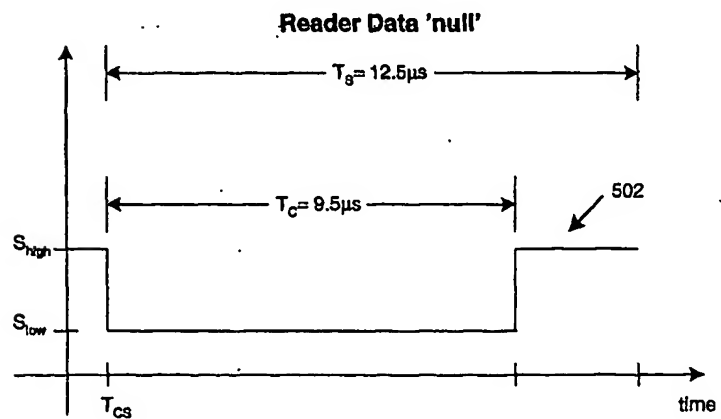 Reader Data 'null'
T_S = 12.5µs
T_C = 9.5µs
502
S_high
S_low
T_CS
time